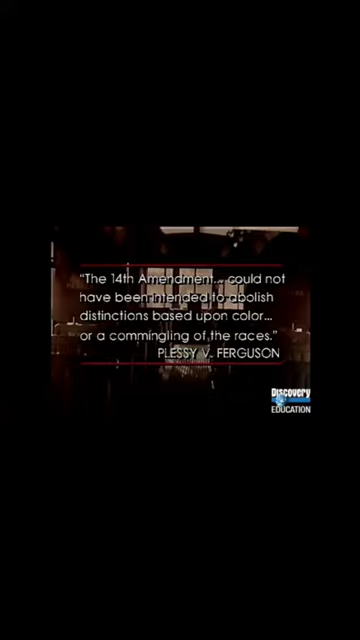 “The 14th Amendment... could not
have been intended to abolish
distinctions based upon color...
or a commingling of the races.”
PLESSY V. FERGUSON
Discovery
EDUCATION